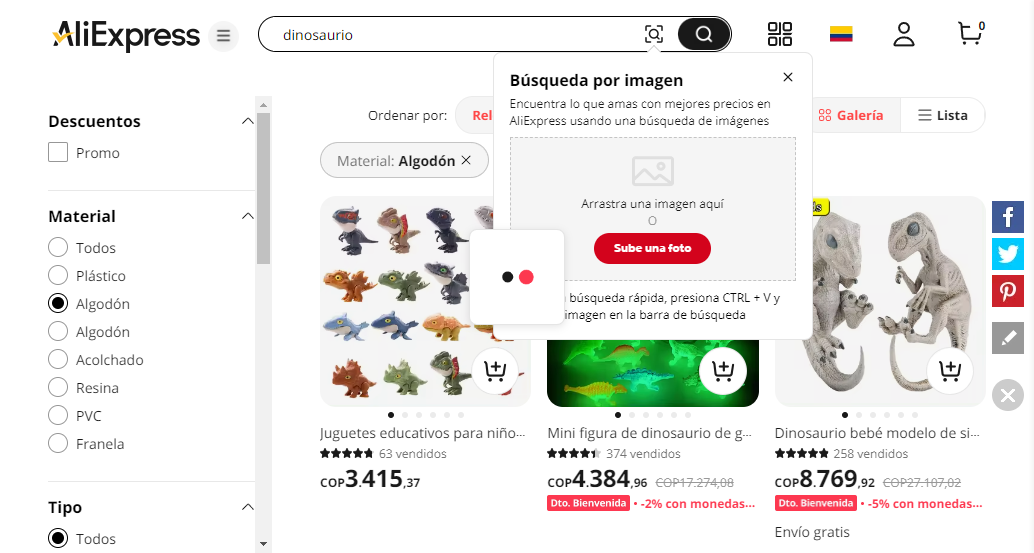 AliExpress
dinosaurio
0
Búsqueda por imagen
Encuentra lo que amas con mejores precios en
AliExpress usando una búsqueda de imágenes
Arrastra una imagen aquí
O
Sube una foto
búsqueda rápida, presiona CTRL + V y
imagen en la barra de búsqueda
Descuentos
Promo
Material
Todos
Plástico
Algodón
Algodón
Acolchado
Resina
PVC
Franela
Tipo
Todos
Ordenar por:
Galería
Lista
Material: Algodón
Juguetes educativos para niño...
63 vendidos
COP3.415,37
Mini figura de dinosaurio de g...
374 vendidos
COP4.384,96 COP17.274,08
Dto. Bienvenida • -2% con monedas...
Dinosaurio bebé modelo de si...
258 vendidos
COP8.769,92 COP27.107,02
Dto. Bienvenida • -5% con monedas...
Envío gratis